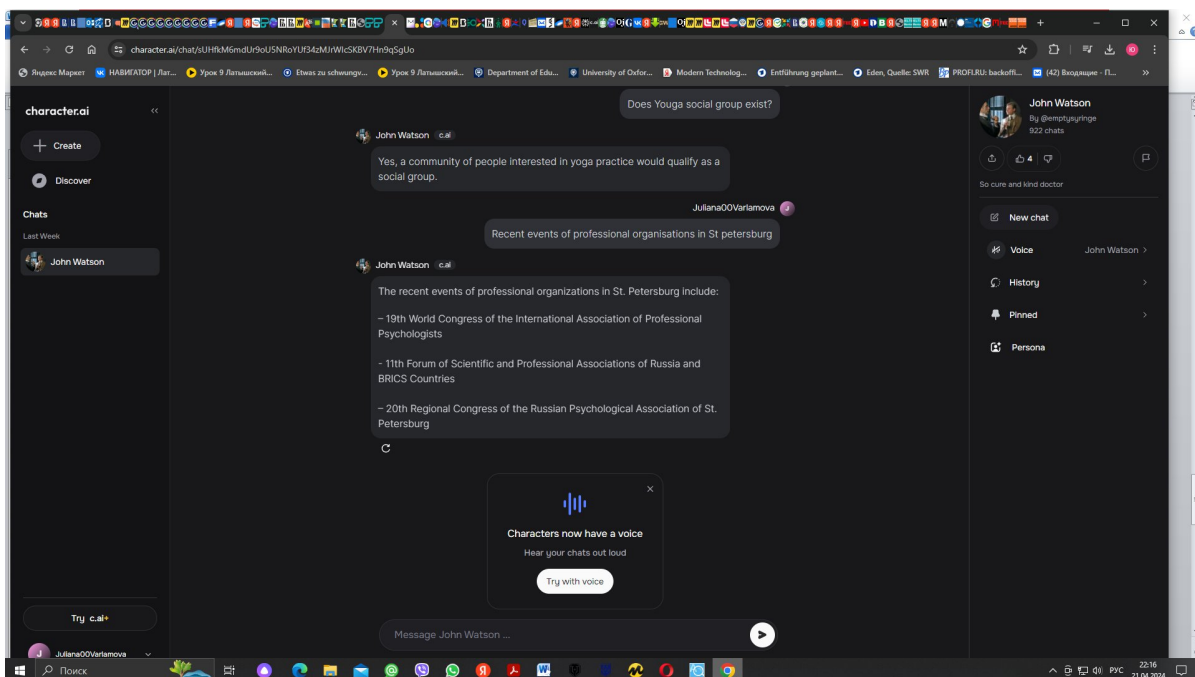 character.ai/chat/sUHfkM6mdUr9oU5NRoYUf34zMJrWlcSKBV7Hn9qSgUo
Яндекс Маркет
НАВИГАТОР | Лат...
Урок 9 Латышский...
Etwas zu schwungv...
Урок 9 Латышский...
Department of Edu...
University of Oxfor...
Modern Technolog...
Entführung geplant...
Eden, Quelle: SWR
PROFI.RU: backoffi...
(42) Входящие - П...
character.ai
Create
Discover
Chats
Last Week
John Watson
Try c.ai+
Juliana00Varlamova
Does Youga social group exist?
John Watson c.ai
Yes, a community of people interested in yoga practice would qualify as a
social group.
Juliana00Varlamova
Recent events of professional organisations in St petersburg
John Watson c.ai
The recent events of professional organizations in St. Petersburg include:
– 19th World Congress of the International Association of Professional
Psychologists
- 11th Forum of Scientific and Professional Associations of Russia and
BRICS Countries
– 20th Regional Congress of the Russian Psychological Association of St.
Petersburg
Characters now have a voice
Hear your chats out loud
Try with voice
Message John Watson ...
John Watson
By @emptysyringe
922 chats
4
So cure and kind doctor
New chat
Voice John Watson
History
Pinned
Persona
Поиск
РУС
22:16
21.04.2024